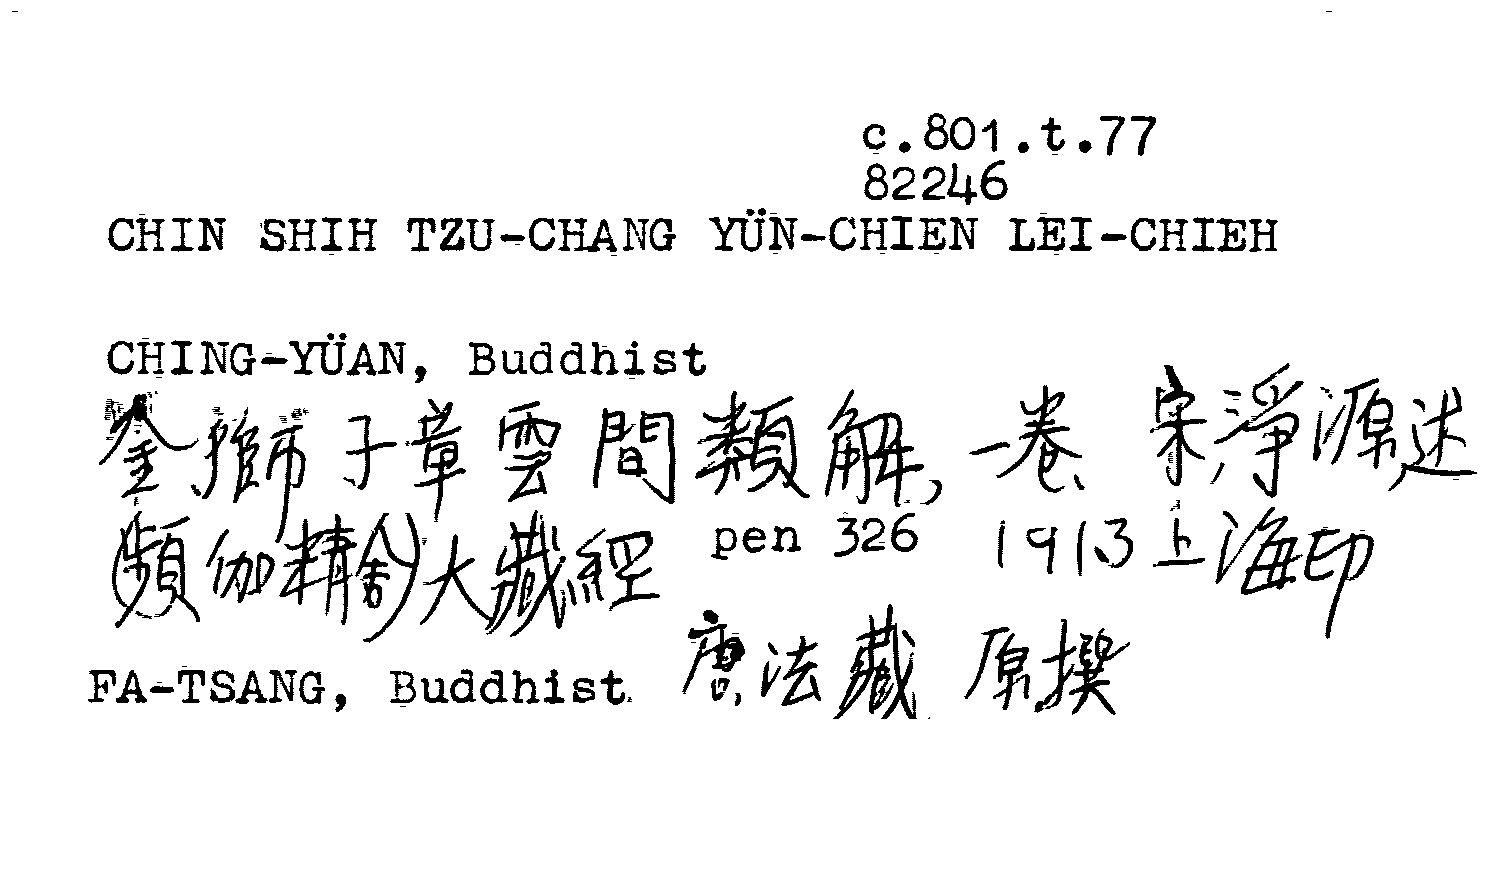 c.801.t.77
82246
CHIN SHIH TZU-CHANG YÜN-CHIEN LEI-CHIEH
CHING-YÜAN, Buddhist
金獅子章雲間類解, 一卷、宋淨源述
(頻伽精舍)大藏經 pen 326 1913上海印
FA-TSANG, Buddhist. 唐法藏 原撰